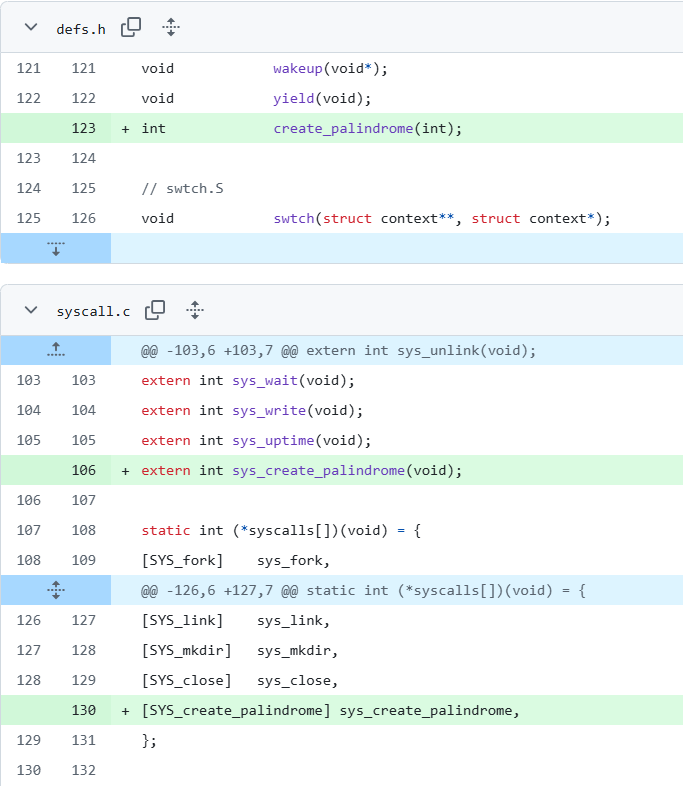 defs.h
121 121 void wakeup(void*);
122 122 void yield(void);
123 + int create_palindrome(int);
123 124
124 125 // swtch.S
125 126 void swtch(struct context**, struct context*);
syscall.c
@@ -103,6 +103,7 @@ extern int sys_unlink(void);
103 103 extern int sys_wait(void);
104 104 extern int sys_write(void);
105 105 extern int sys_uptime(void);
106 + extern int sys_create_palindrome(void);
106 107
107 108 static int (*syscalls[])(void) = {
108 109 [SYS_fork] sys_fork,
@@ -126,6 +127,7 @@ static int (*syscalls[])(void) = {
126 127 [SYS_link] sys_link,
127 128 [SYS_mkdir] sys_mkdir,
128 129 [SYS_close] sys_close,
130 + [SYS_create_palindrome] sys_create_palindrome,
129 131 };
130 132